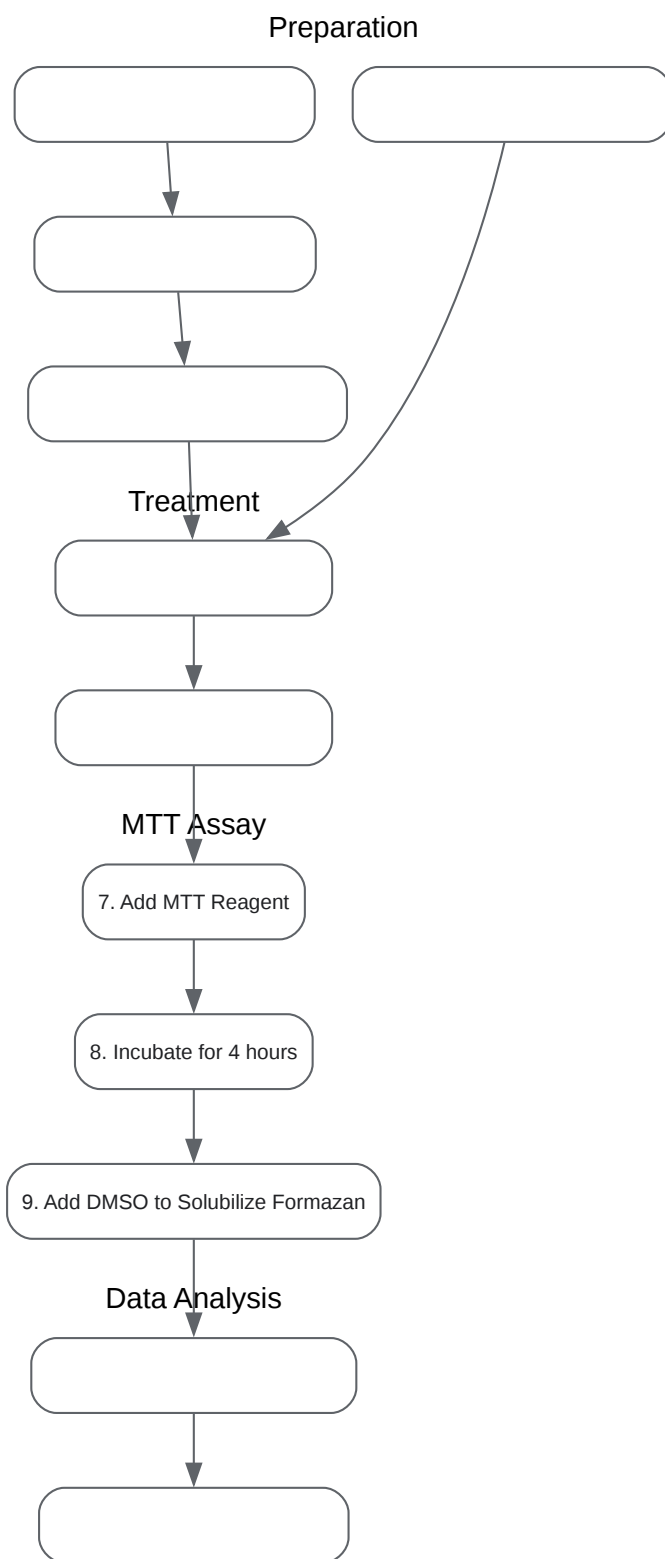 Preparation
Treatment
MTT Assay
7. Add MTT Reagent
8. Incubate for 4 hours
9. Add DMSO to Solubilize Formazan
Data Analysis